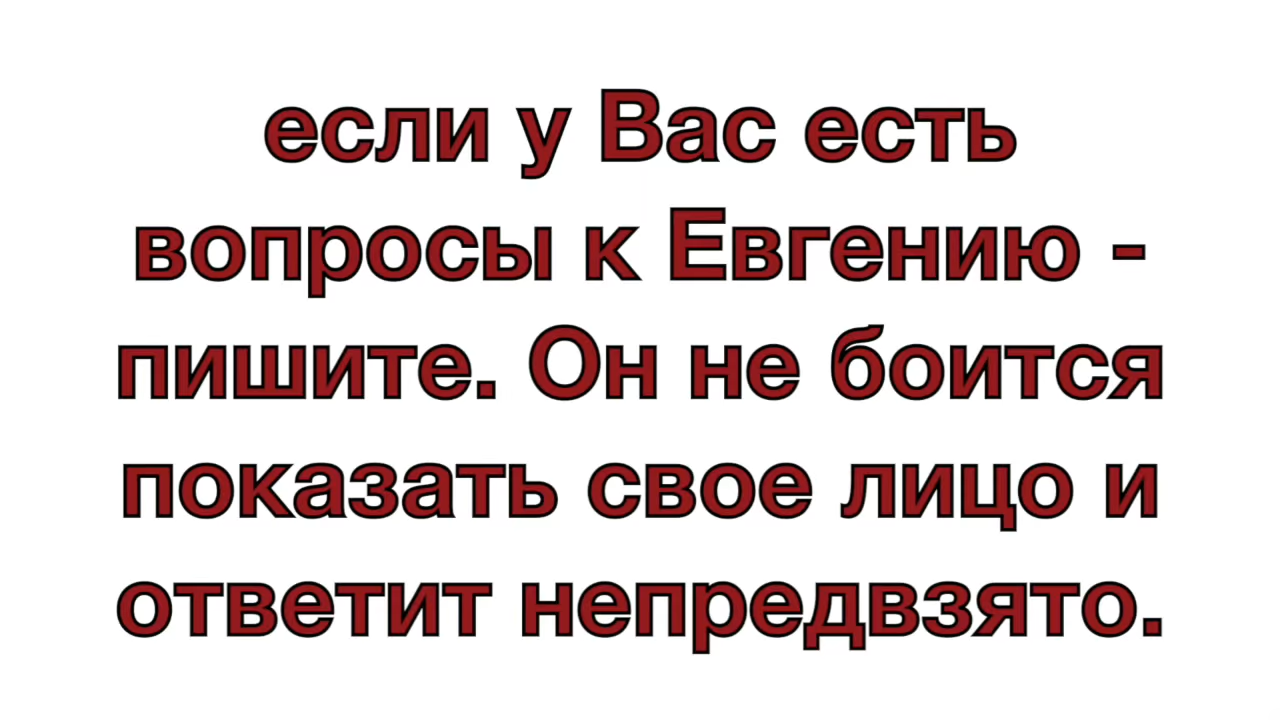 если у Вас есть
вопросы к Евгению -
пишите. Он не боится
показать свое лицо и
ответит непредвзято.